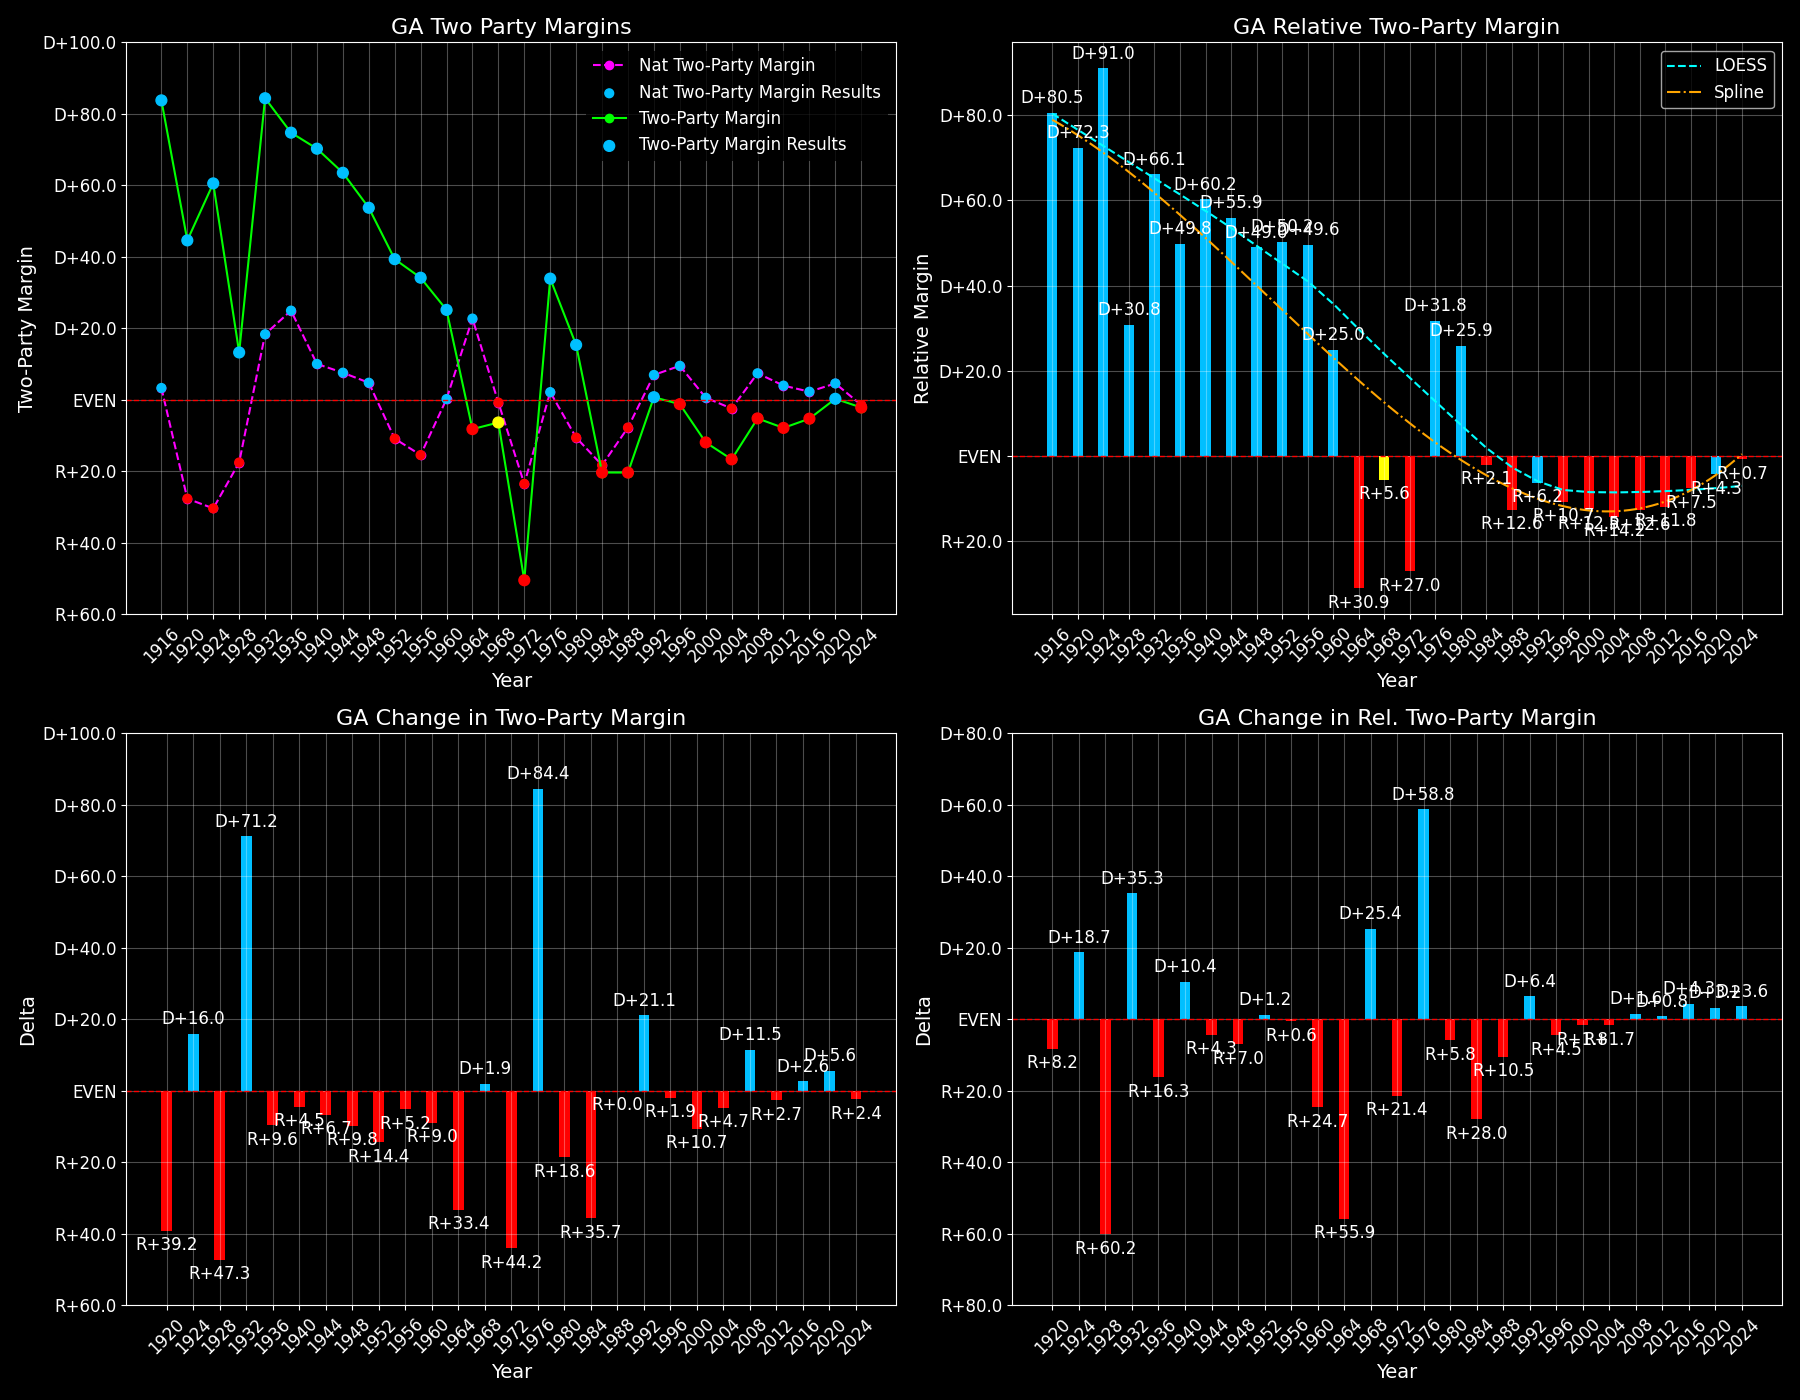 GA Two Party Margins
D+100.0
D+80.0
D+60.0
D+40.0
D+20.0
EVEN
R+20.0
R+40.0
R+60.0
Two-Party Margin
Nat Two-Party Margin
Nat Two-Party Margin Results
Two-Party Margin
Two-Party Margin Results
1916 1920 1924 1928 1932 1936 1940 1944 1948 1952 1956 1960 1964 1968 1972 1976 1980 1984 1988 1992 1996 2000 2004 2008 2012 2016 2020 2024
Year
GA Relative Two-Party Margin
D+80.0
D+60.0
D+40.0
D+20.0
EVEN
R+20.0
Relative Margin
LOESS
Spline
D+80.5 D+72.3 D+91.0 D+30.8 D+66.1 D+49.8 D+60.2 D+55.9 D+50.2 D+49.6 D+25.0 R+30.9 R+5.6 R+27.0 D+31.8 D+25.9 R+2.1 R+12.6 R+6.2 R+10.7 R+14.2 R+11.8 R+7.5 R+4.3 R+0.7
1916 1920 1924 1928 1932 1936 1940 1944 1948 1952 1956 1960 1964 1968 1972 1976 1980 1984 1988 1992 1996 2000 2004 2008 2012 2016 2020 2024
Year
GA Change in Two-Party Margin
D+100.0
D+80.0
D+60.0
D+40.0
D+20.0
EVEN
R+20.0
R+40.0
R+60.0
Delta
R+39.2 D+16.0 R+47.3 D+71.2 R+9.6 R+4.5 R+6.7 R+9.8 R+14.4 R+5.2 R+9.0 R+33.4 D+1.9 R+44.2 D+84.4 R+18.6 R+35.7 R+0.0 D+21.1 R+1.9 R+10.7 R+4.7 D+11.5 R+2.7 D+2.6 D+5.6 R+2.4
1920 1924 1928 1932 1936 1940 1944 1948 1952 1956 1960 1964 1968 1972 1976 1980 1984 1988 1992 1996 2000 2004 2008 2012 2016 2020 2024
Year
GA Change in Rel. Two-Party Margin
D+80.0
D+60.0
D+40.0
D+20.0
EVEN
R+20.0
R+40.0
R+60.0
R+80.0
Delta
R+8.2 D+18.7 R+60.2 D+35.3 R+16.3 D+10.4 R+4.3 R+7.0 D+1.2 R+0.6 R+24.7 R+55.9 D+25.4 R+21.4 D+58.8 R+5.8 R+28.0 R+10.5 D+6.4 R+4.5 R+1.7 D+1.6 D+0.8 D+4.3 D+3.2 D+3.6
1920 1924 1928 1932 1936 1940 1944 1948 1952 1956 1960 1964 1968 1972 1976 1980 1984 1988 1992 1996 2000 2004 2008 2012 2016 2020 2024
Year